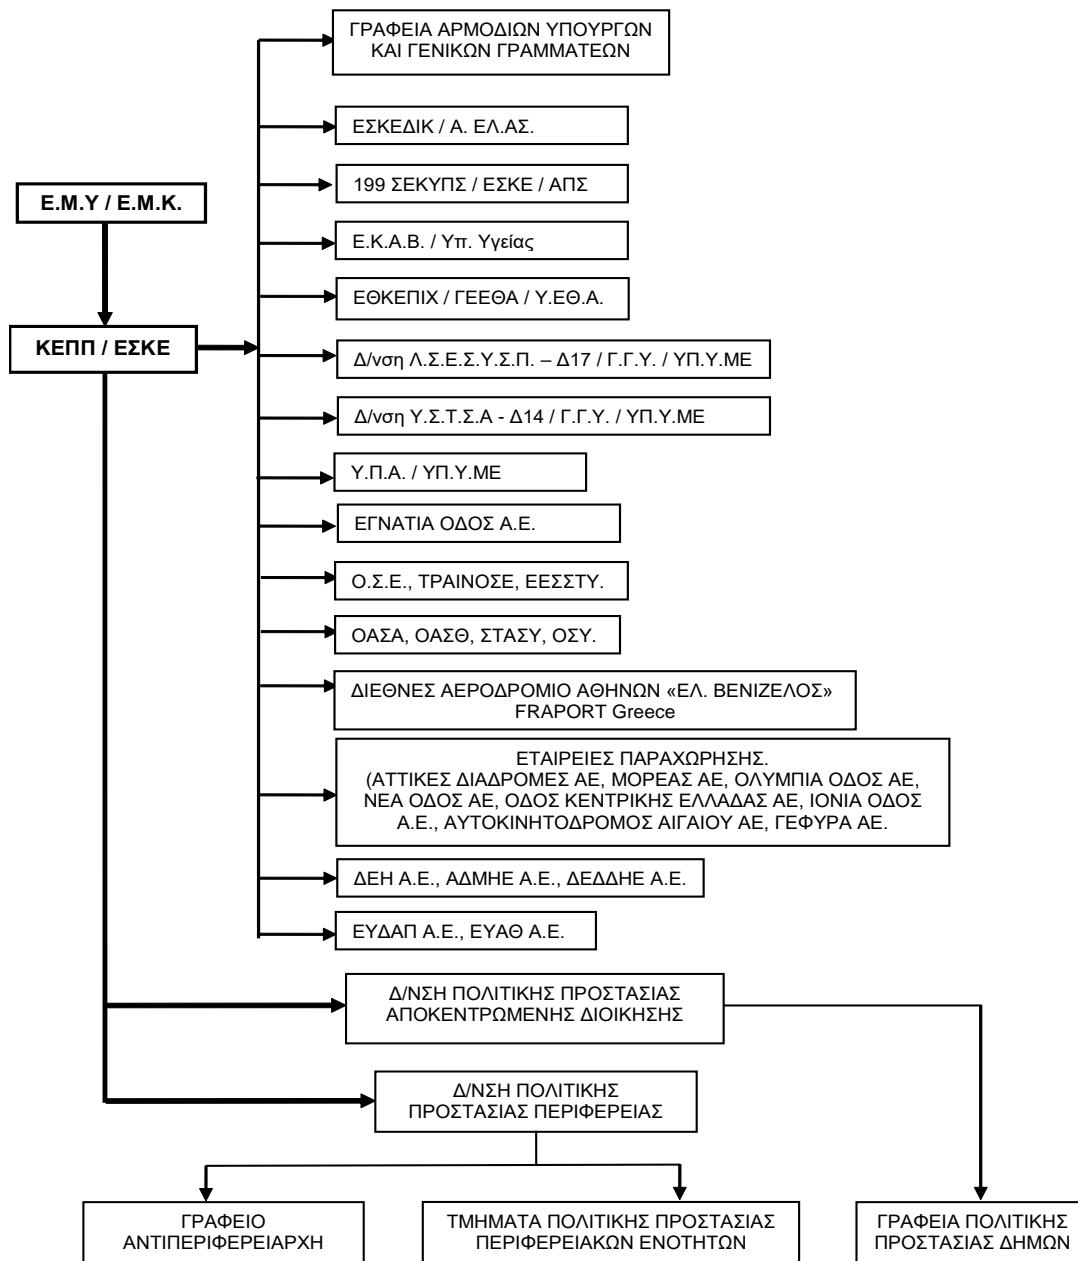 ΓΡΑΦΕΙΑ ΑΡΜΟΔΙΩΝ ΥΠΟΥΡΓΩΝ
ΚΑΙ ΓΕΝΙΚΩΝ ΓΡΑΜΜΑΤΕΩΝ
ΕΣΚΕΔΙΚ / Α. ΕΛ.ΑΣ.
199 ΣΕΚΥΠΣ / ΕΣΚΕ / ΑΠΣ
Ε.Μ.Υ / Ε.Μ.Κ.
Ε.Κ.Α.Β. / Υπ. Υγείας
ΕΘΚΕΠΙΧ / ΓΕΕΘΑ / Υ.ΕΘ.Α.
ΚΕΠΠ / ΕΣΚΕ
Δ/νση Λ.Σ.Ε.Σ.Υ.Σ.Π. – Δ17 / Γ.Γ.Υ. / ΥΠ.Υ.ΜΕ
Δ/νση Υ.Σ.Τ.Σ.Α - Δ14 / Γ.Γ.Υ. / ΥΠ.Υ.ΜΕ
Υ.Π.Α. / ΥΠ.Υ.ΜΕ
ΕΓΝΑΤΙΑ ΟΔΟΣ Α.Ε.
Ο.Σ.Ε., ΤΡΑΙΝΟΣΕ, ΕΕΣΣΤΥ.
ΟΑΣΑ, ΟΑΣΘ, ΣΤΑΣΥ, ΟΣΥ.
ΔΙΕΘΝΕΣ ΑΕΡΟΔΡΟΜΙΟ ΑΘΗΝΩΝ «ΕΛ. ΒΕΝΙΖΕΛΟΣ»
FRAPORT Greece
ΕΤΑΙΡΕΙΕΣ ΠΑΡΑΧΩΡΗΣΗΣ.
(ΑΤΤΙΚΕΣ ΔΙΑΔΡΟΜΕΣ ΑΕ, ΜΟΡΕΑΣ ΑΕ, ΟΛΥΜΠΙΑ ΟΔΟΣ ΑΕ,
ΝΕΑ ΟΔΟΣ ΑΕ, ΟΔΟΣ ΚΕΝΤΡΙΚΗΣ ΕΛΛΑΔΑΣ ΑΕ, ΙΟΝΙΑ ΟΔΟΣ
Α.Ε., ΑΥΤΟΚΙΝΗΤΟΔΡΟΜΟΣ ΑΙΓΑΙΟΥ ΑΕ, ΓΕΦΥΡΑ ΑΕ.
ΔΕΗ Α.Ε., ΑΔΜΗΕ Α.Ε., ΔΕΔΔΗΕ Α.Ε.
ΕΥΔΑΠ Α.Ε., ΕΥΑΘ Α.Ε.
Δ/ΝΣΗ ΠΟΛΙΤΙΚΗΣ ΠΡΟΣΤΑΣΙΑΣ
ΑΠΟΚΕΝΤΡΩΜΕΝΗΣ ΔΙΟΙΚΗΣΗΣ
Δ/ΝΣΗ ΠΟΛΙΤΙΚΗΣ
ΠΡΟΣΤΑΣΙΑΣ ΠΕΡΙΦΕΡΕΙΑΣ
ΓΡΑΦΕΙΟ
ΑΝΤΙΠΕΡΙΦΕΡΕΙΑΡΧΗ
ΤΜΗΜΑΤΑ ΠΟΛΙΤΙΚΗΣ ΠΡΟΣΤΑΣΙΑΣ
ΠΕΡΙΦΕΡΕΙΑΚΩΝ ΕΝΟΤΗΤΩΝ
ΓΡΑΦΕΙΑ ΠΟΛΙΤΙΚΗΣ
ΠΡΟΣΤΑΣΙΑΣ ΔΗΜΩΝ